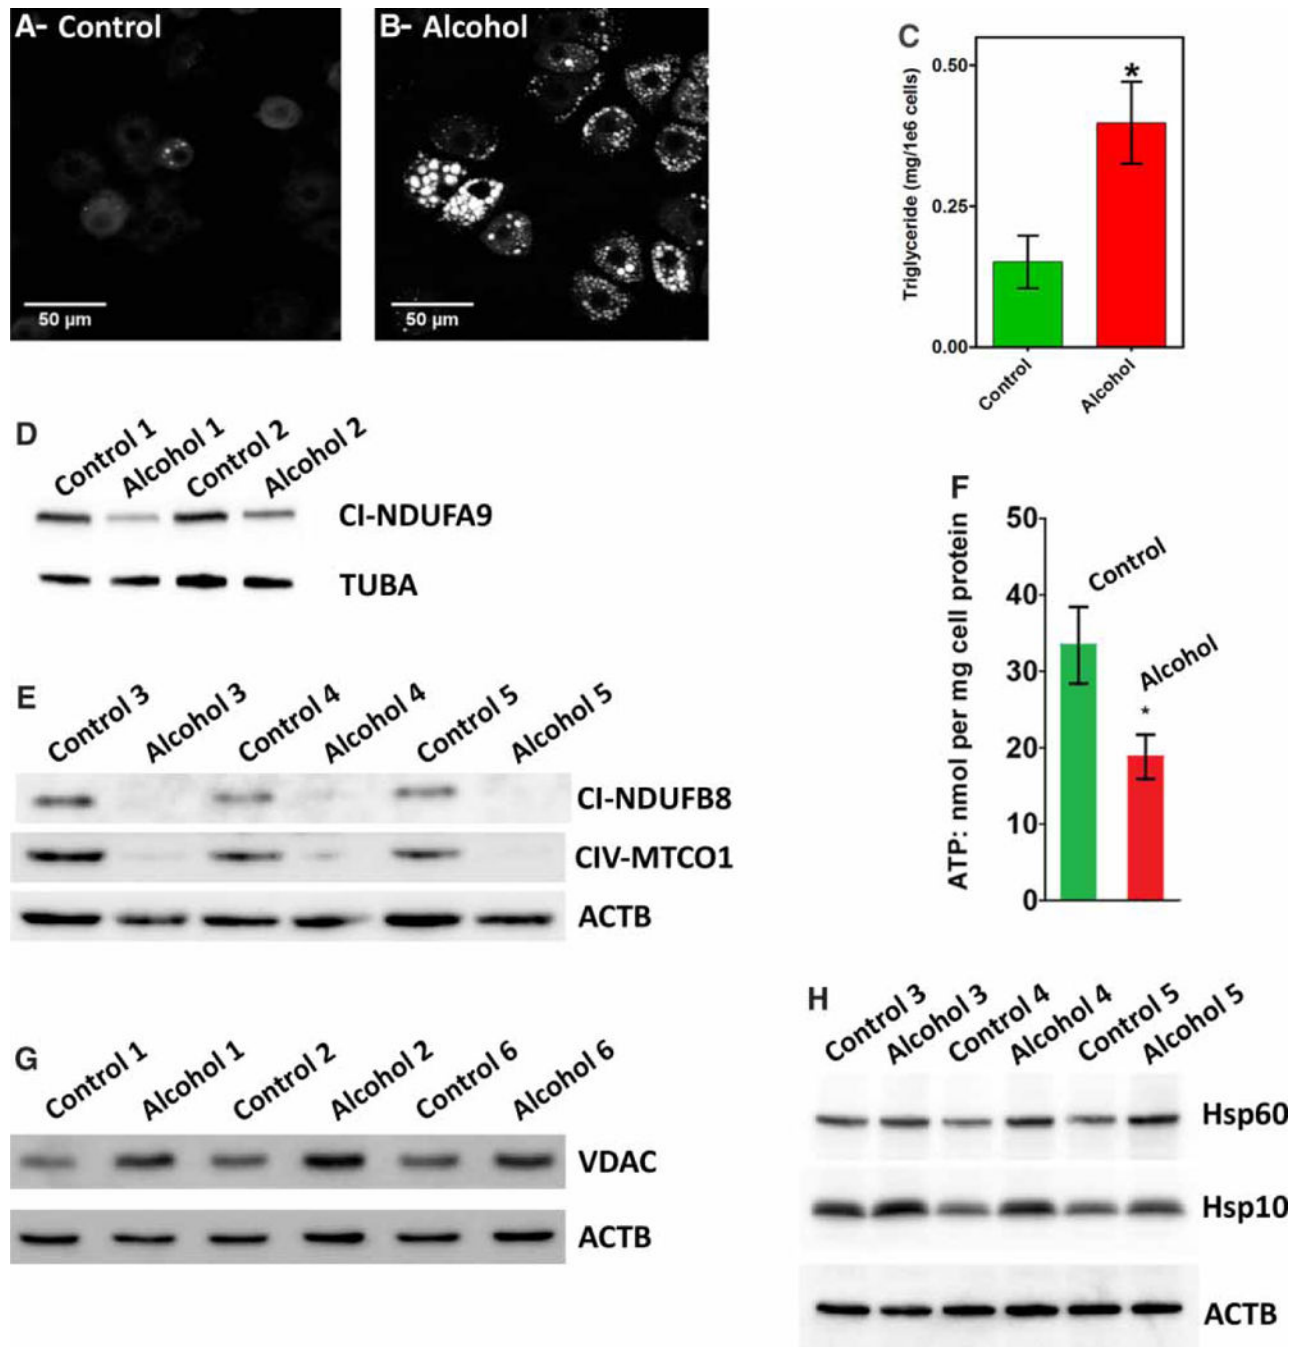 A- Control
50 µm
B- Alcohol
50 µm
C
Triglyceride (mg/1e6 cells)
0.50
0.25
0.00
*
Control
Alcohol
D
Control 1
Alcohol 1
Control 2
Alcohol 2
CI-NDUFA9
TUBA
E
Control 3
Alcohol 3
Control 4
Alcohol 4
Control 5
Alcohol 5
CI-NDUFB8
CIV-MTCO1
ACTB
F
ATP: nmol per mg cell protein
50
40
30
20
10
0
Control
Alcohol
*
G
Control 1
Alcohol 1
Control 2
Alcohol 2
Control 6
Alcohol 6
VDAC
ACTB
H
Control 3
Alcohol 3
Control 4
Alcohol 4
Control 5
Alcohol 5
Hsp60
Hsp10
ACTB